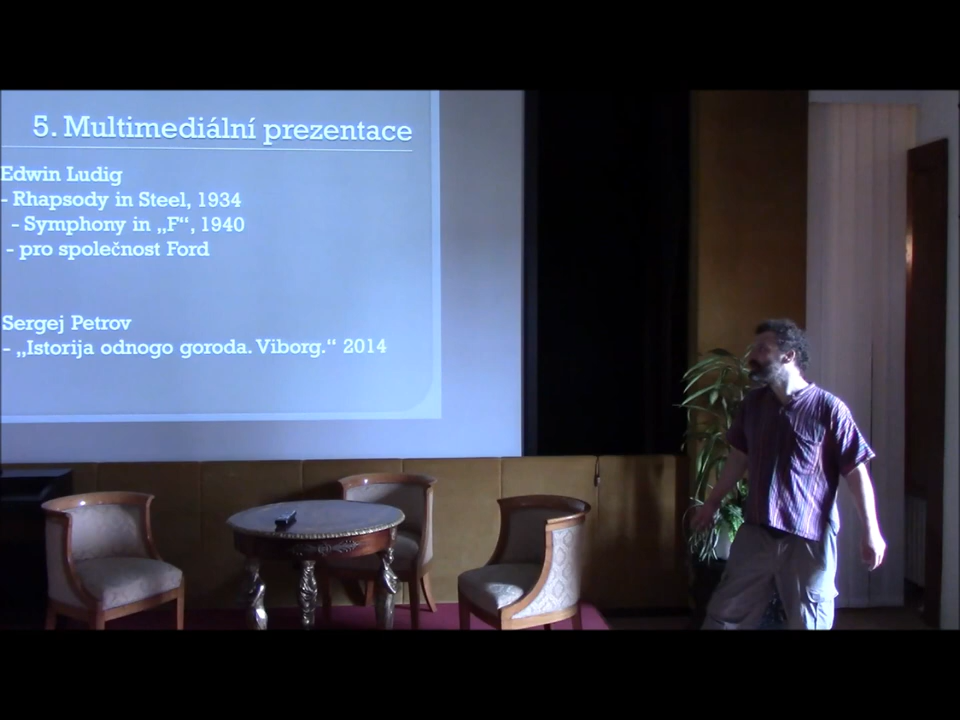 5. Multimediální prezentace
Edwin Ludig
- Rhapsody in Steel, 1934
- Symphony in „F“, 1940
- pro společnost Ford
Sergej Petrov
- „Istorija odnogo goroda. Viborg.“ 2014